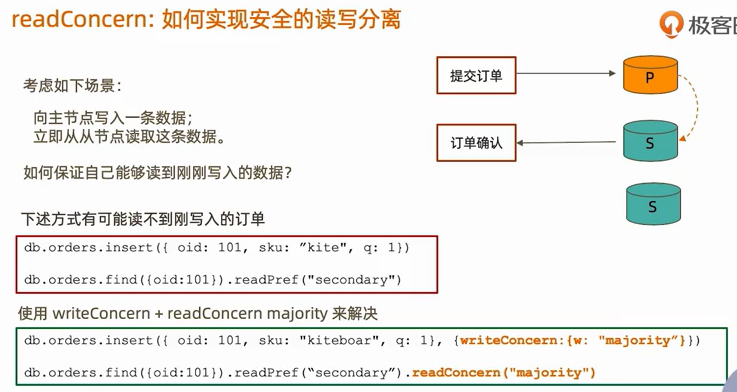 readConcern: 如何实现安全的读写分离
极客
考虑如下场景：
向主节点写入一条数据；
立即从从节点读取这条数据。
如何保证自己能够读到刚刚写入的数据？
提交订单
P
订单确认
S
S
下述方式有可能读不到刚写入的订单
db.orders.insert({ oid: 101, sku: ”kite", q: 1})
db.orders.find({oid:101}).readPref("secondary")
使用 writeConcern + readConcern majority 来解决
db.orders.insert({ oid: 101, sku: "kiteboar", q: 1}, {writeConcern:{w: "majority”}})
db.orders.find({oid:101}).readPref(“secondary”).readConcern("majority")